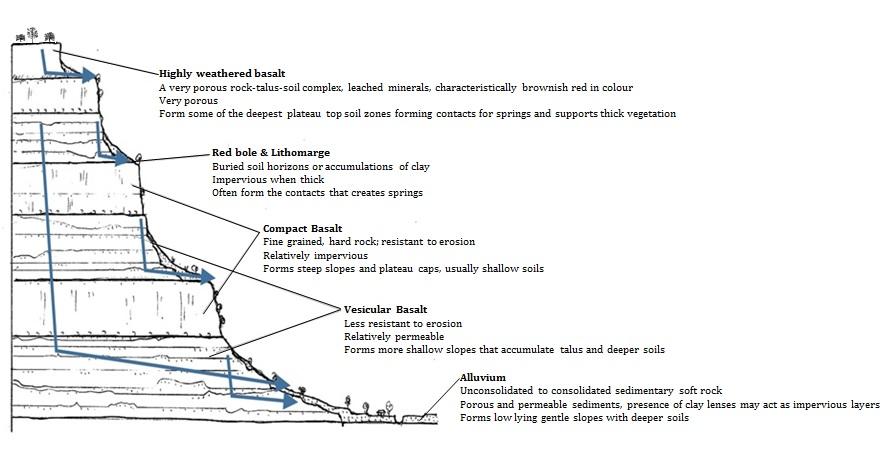 Highly weathered basalt
A very porous rock-talus-soil complex, leached minerals, characteristically brownish red in colour
Very porous
Form some of the deepest plateau top soil zones forming contacts for springs and supports thick vegetation
Red bole & Lithomarge
Buried soil horizons or accumulations of clay
Impervious when thick
Often form the contacts that creates springs
Compact Basalt
Fine grained, hard rock; resistant to erosion
Relatively impervious
Forms steep slopes and plateau caps, usually shallow soils
Vesicular Basalt
Less resistant to erosion
Relatively permeable
Forms more shallow slopes that accumulate talus and deeper soils
Alluvium
Unconsolidated to consolidated sedimentary soft rock
Porous and permeable sediments, presence of clay lenses may act as impervious layers
Forms low lying gentle slopes with deeper soils